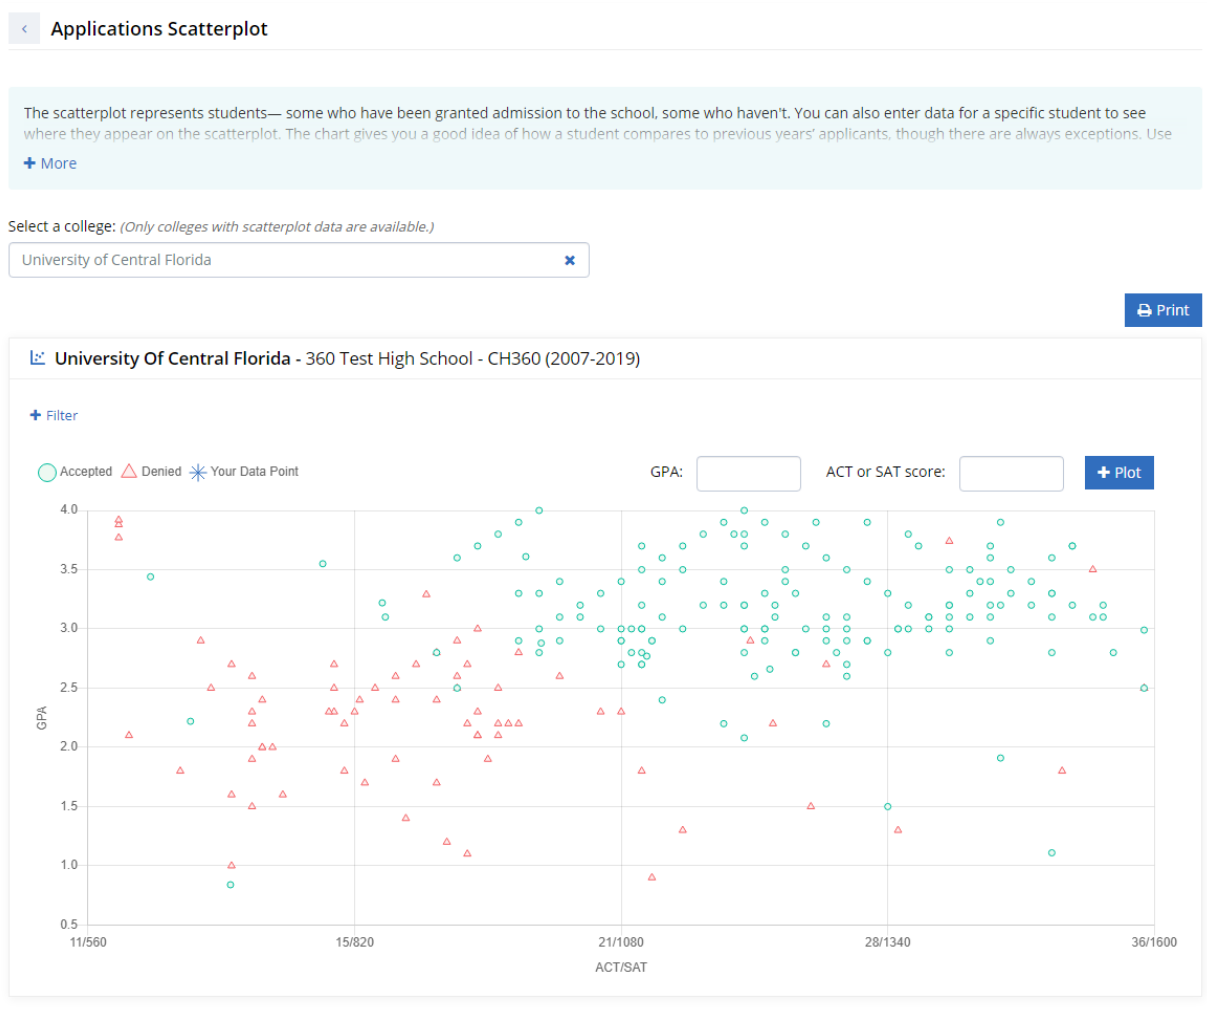 Applications Scatterplot
The scatterplot represents students— some who have been granted admission to the school, some who haven't. You can also enter data for a specific student to see
where they appear on the scatterplot. The chart gives you a good idea of how a student compares to previous years' applicants, though there are always exceptions. Use
+ More
Select a college: (Only colleges with scatterplot data are available.)
University of Central Florida
Print
University Of Central Florida - 360 Test High School - CH360 (2007-2019)
+ Filter
Accepted Denied Your Data Point GPA: ACT or SAT score: + Plot
4.0
3.5
3.0
2.5
GPA
2.0
1.5
1.0
0.5
11/560 15/820 21/1080 28/1340 36/1600
ACT/SAT